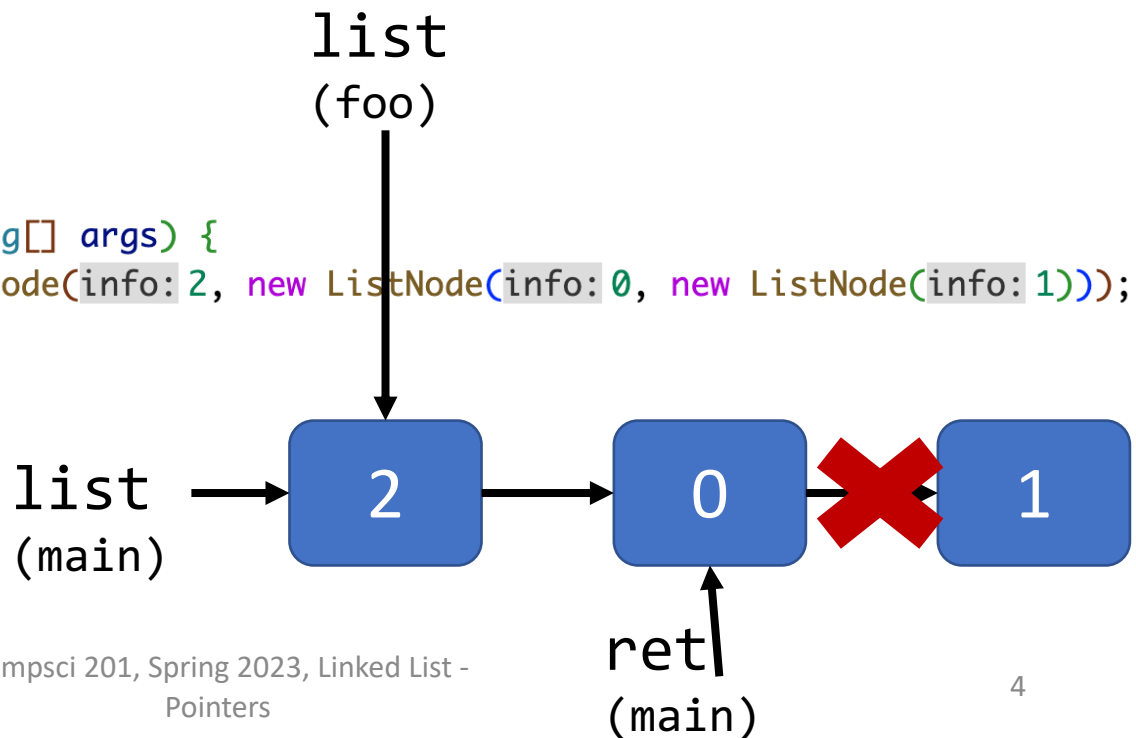 list
(foo)
g[] args) {
ode(info: 2, new ListNode(info: 0, new ListNode(info: 1)));
list
(main)
2
0
1
ret
(main)
mpsci 201, Spring 2023, Linked List -
Pointers
4